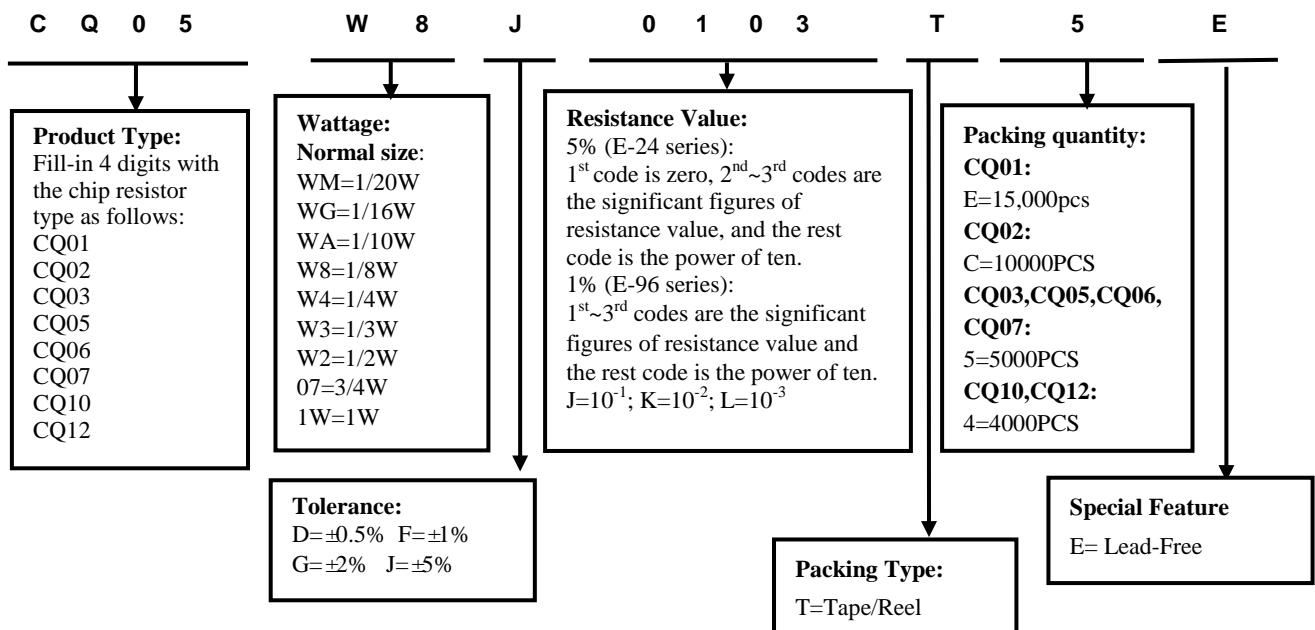 C Q 0 5 W 8 J 0 1 0 3 T 5 E
Product Type:
Fill-in 4 digits with
the chip resistor
type as follows:
CQ01
CQ02
CQ03
CQ05
CQ06
CQ07
CQ10
CQ12
Wattage:
Normal size:
WM=1/20W
WG=1/16W
WA=1/10W
W8=1/8W
W4=1/4W
W3=1/3W
W2=1/2W
07=3/4W
1W=1W
Resistance Value:
5% (E-24 series):
1st code is zero, 2nd~3rd codes are
the significant figures of
resistance value, and the rest
code is the power of ten.
1% (E-96 series):
1st~3rd codes are the significant
figures of resistance value and
the rest code is the power of ten.
J=10-1; K=10-2; L=10-3
Packing quantity:
CQ01:
E=15,000pcs
CQ02:
C=10000PCS
CQ03,CQ05,CQ06,
CQ07:
5=5000PCS
CQ10,CQ12:
4=4000PCS
Tolerance:
D=±0.5% F=±1%
G=±2% J=±5%
Packing Type:
T=Tape/Reel
Special Feature
E= Lead-Free